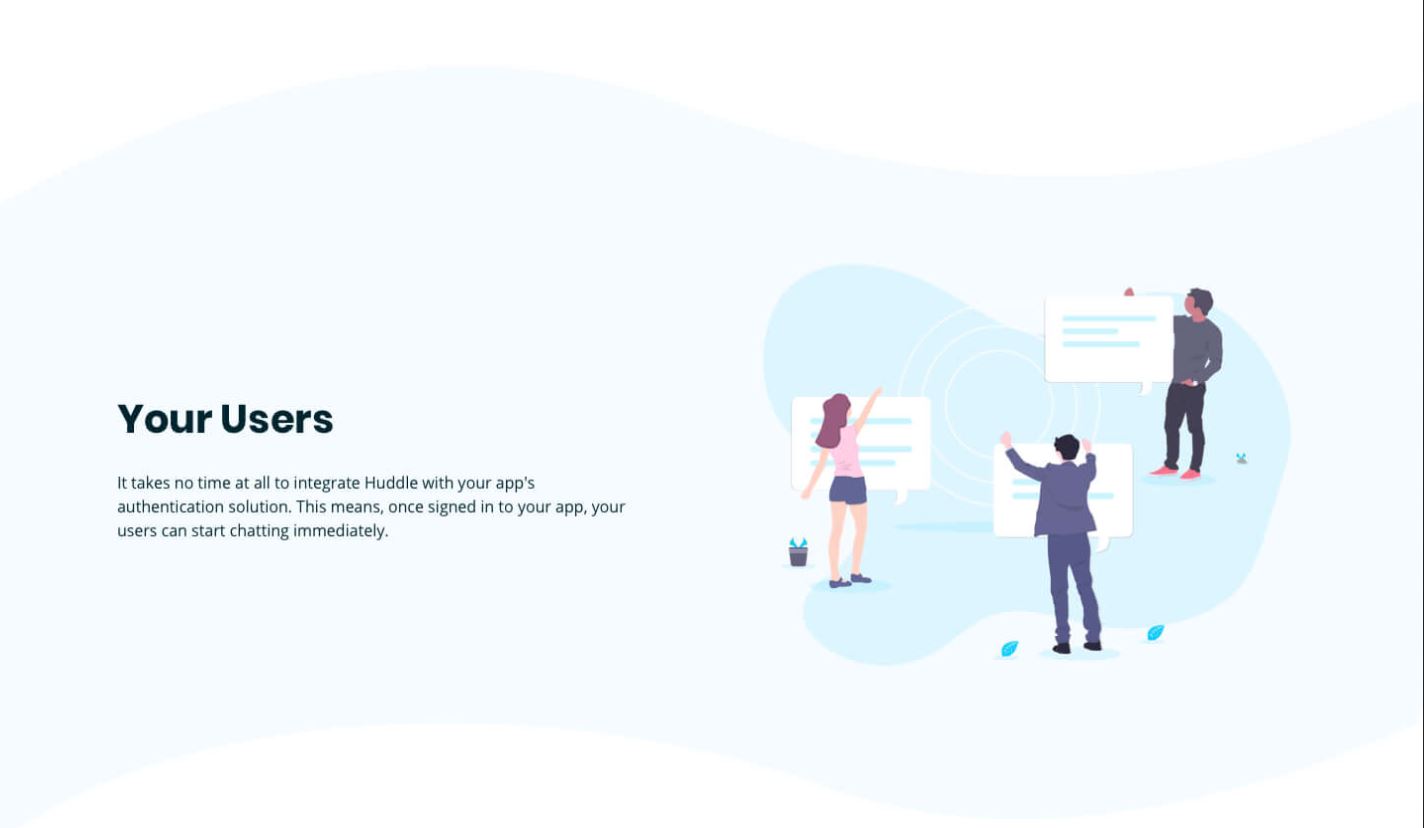 Your Users
It takes no time at all to integrate Huddle with your app's
authentication solution. This means, once signed in to your app, your
users can start chatting immediately.